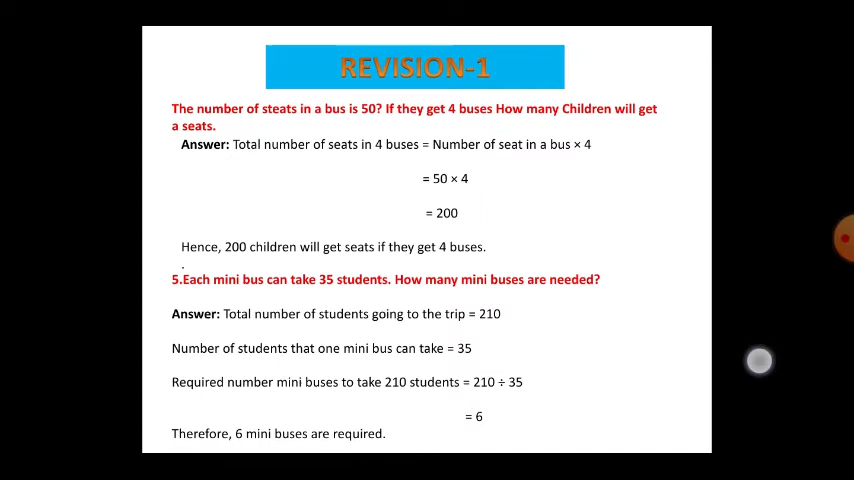 REVISION-1
The number of steats in a bus is 50? If they get 4 buses How many Children will get
a seats.
Answer: Total number of seats in 4 buses = Number of seat in a bus × 4
= 50 × 4
= 200
Hence, 200 children will get seats if they get 4 buses.
.
5.Each mini bus can take 35 students. How many mini buses are needed?
Answer: Total number of students going to the trip = 210
Number of students that one mini bus can take = 35
Required number mini buses to take 210 students = 210 ÷ 35
= 6
Therefore, 6 mini buses are required.